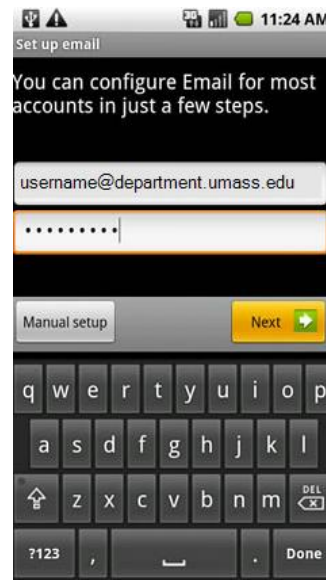 11:24 AM
Set up email
You can configure Email for most
accounts in just a few steps.
username@department.umass.edu
•••••••••
Manual setup
Next
q w e r t y u i o p
a s d f g h j k l
z x c v b n m DEL
?123 , . Done